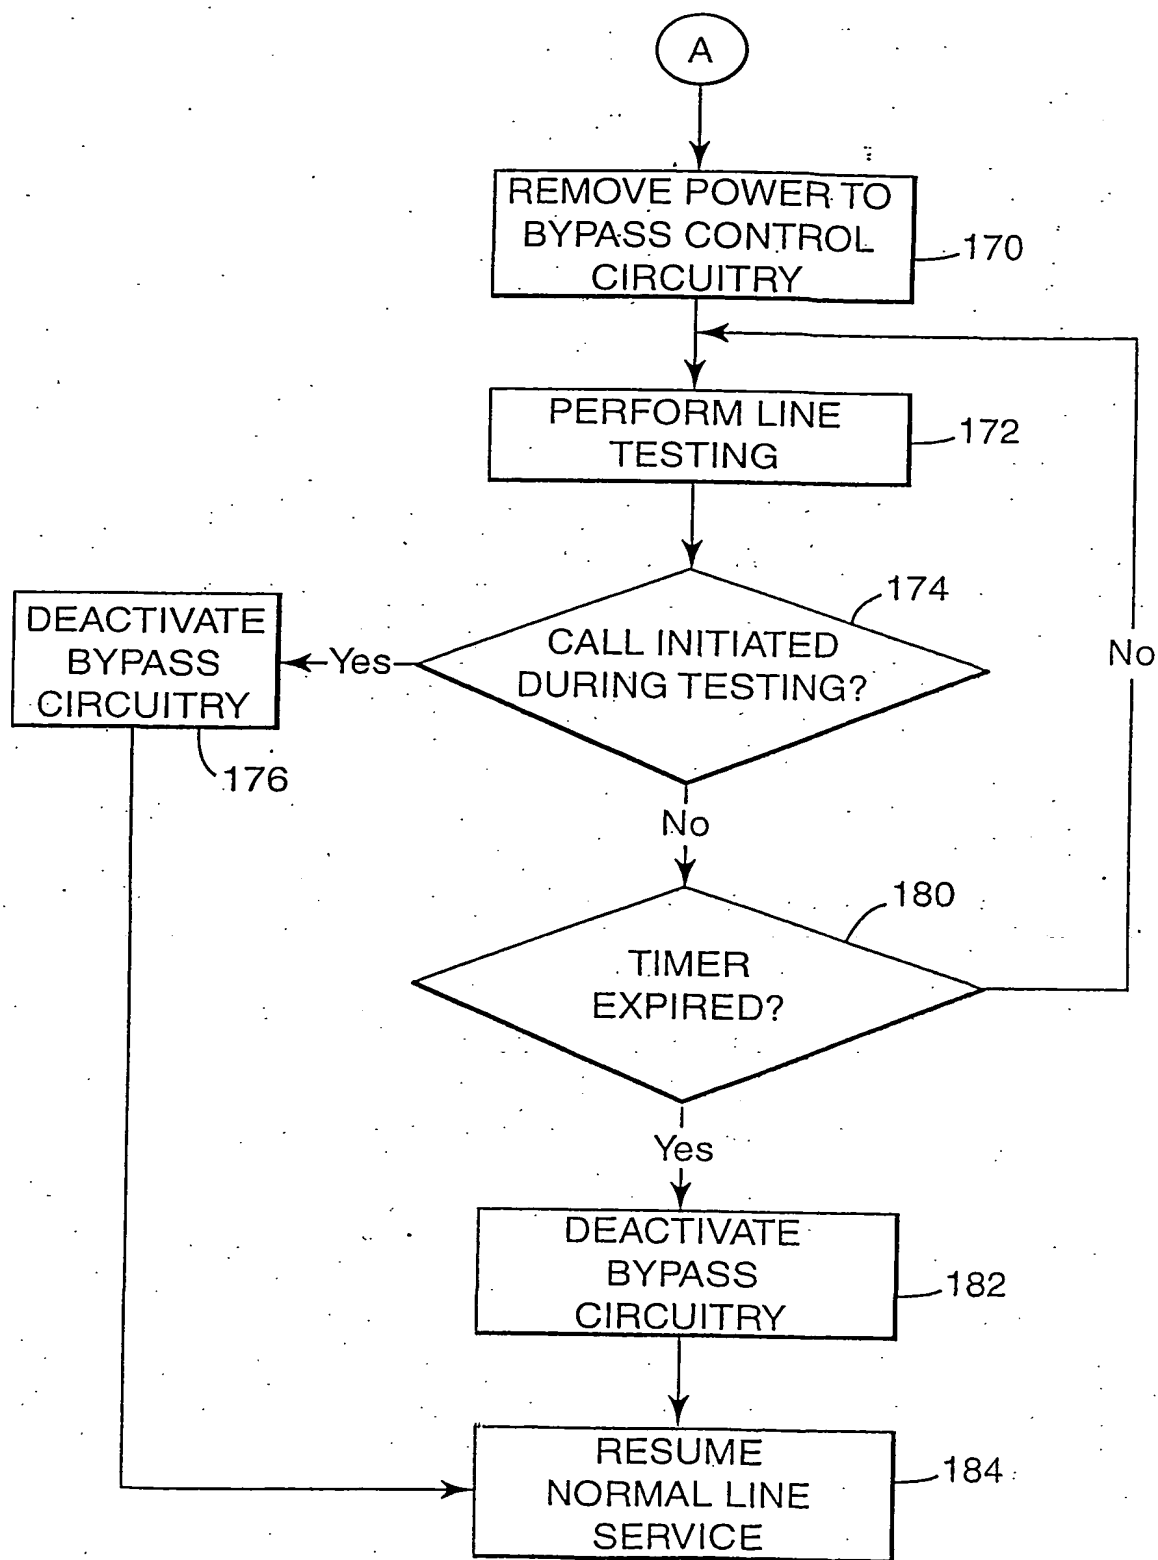 A
REMOVE POWER TO
BYPASS CONTROL
CIRCUITRY
170
PERFORM LINE
TESTING
172
174
CALL INITIATED
DURING TESTING?
Yes
DEACTIVATE
BYPASS
CIRCUITRY
176
No
No
180
TIMER
EXPIRED?
Yes
DEACTIVATE
BYPASS
CIRCUITRY
182
RESUME
NORMAL LINE
SERVICE
184